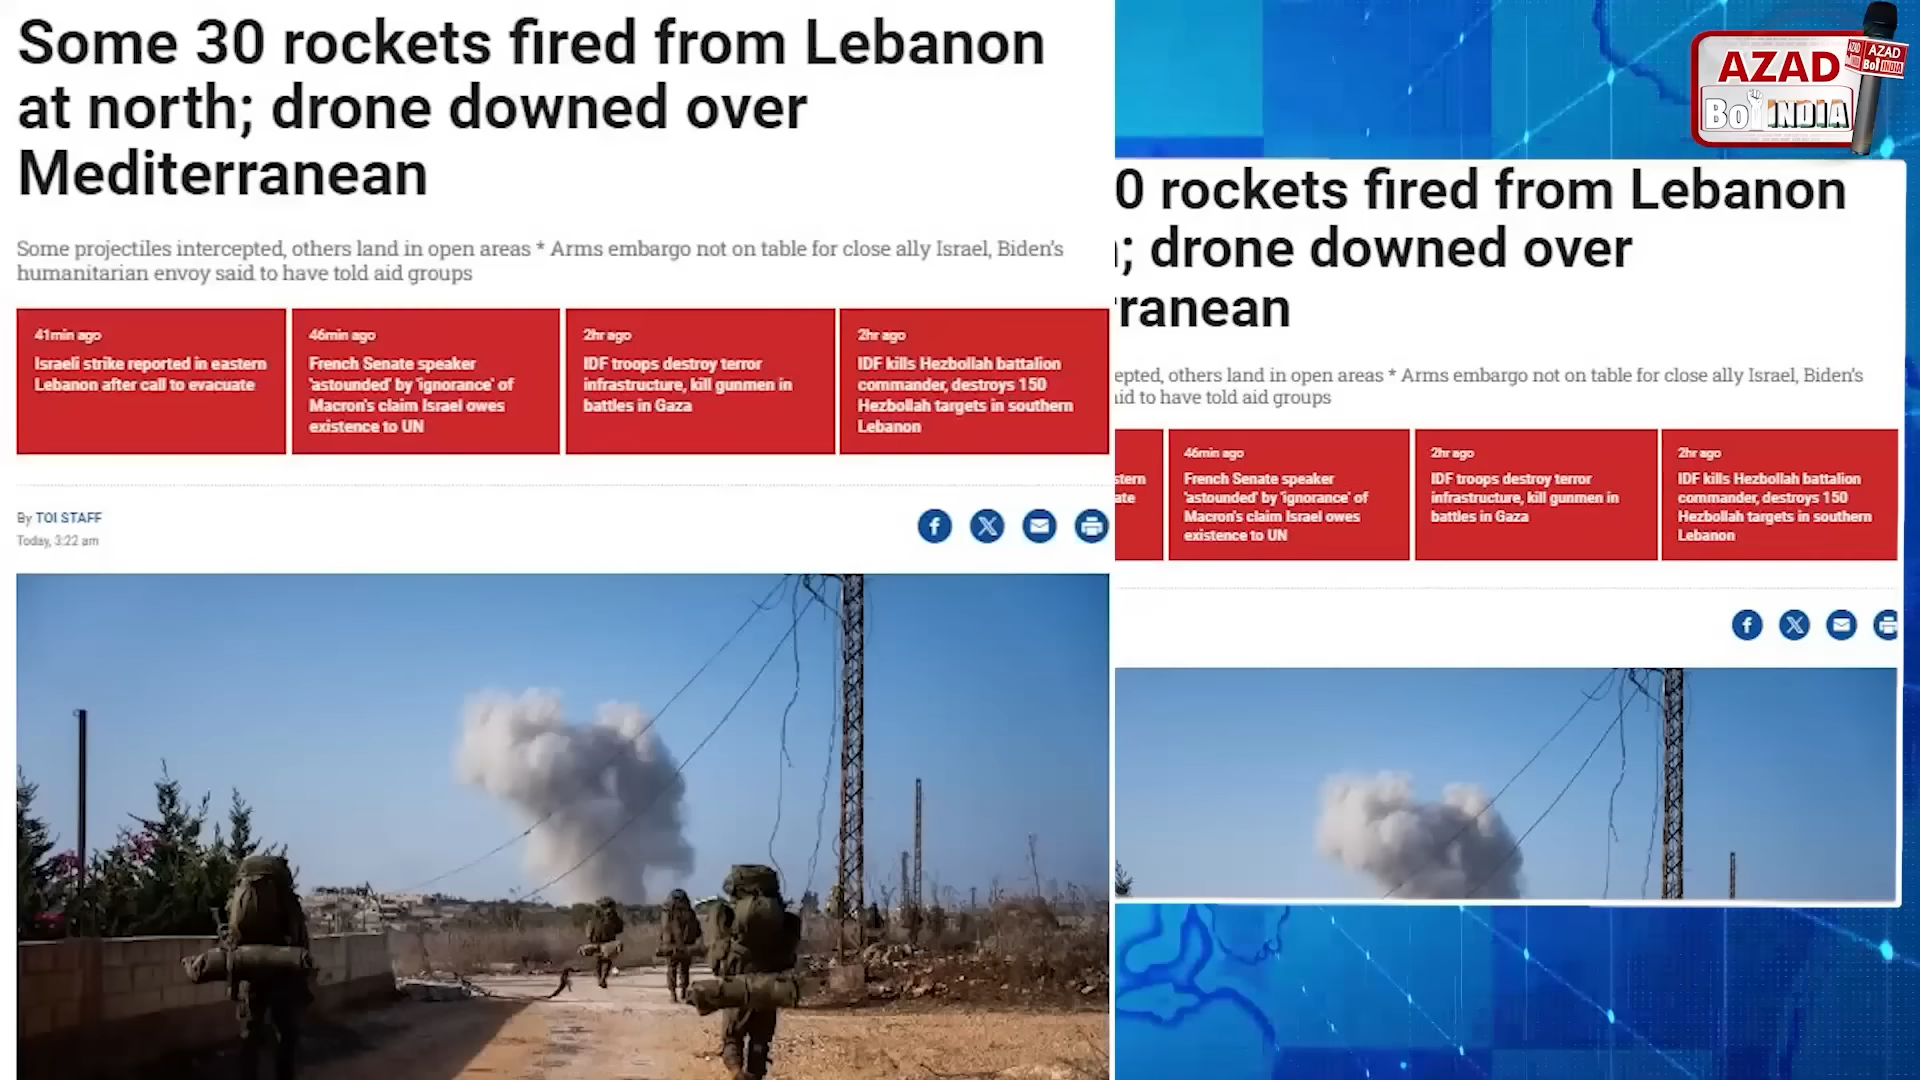 Some 30 rockets fired from Lebanon
at north; drone downed over
Mediterranean
Some projectiles intercepted, others land in open areas * Arms embargo not on table for close ally Israel, Biden's
humanitarian envoy said to have told aid groups
41min ago
Israeli strike reported in eastern
Lebanon after call to evacuate
46min ago
French Senate speaker
'astounded' by 'ignorance' of
Macron's claim Israel owes
existence to UN
2hr ago
IDF troops destroy terror
infrastructure, kill gunmen in
battles in Gaza
2hr ago
IDF kills Hezbollah battalion
commander, destroys 150
Hezbollah targets in southern
Lebanon
By TOI STAFF
Today, 3:22 am
AZAD
Bol INDIA
AZAD
Bol INDIA
0 rockets fired from Lebanon
; drone downed over
rranean
epted, others land in open areas * Arms embargo not on table for close ally Israel, Biden's
aid to have told aid groups
stern
ate
46min ago
French Senate speaker
'astounded' by 'ignorance' of
Macron's claim Israel owes
existence to UN
2hr ago
IDF troops destroy terror
infrastructure, kill gunmen in
battles in Gaza
2hr ago
IDF kills Hezbollah battalion
commander, destroys 150
Hezbollah targets in southern
Lebanon